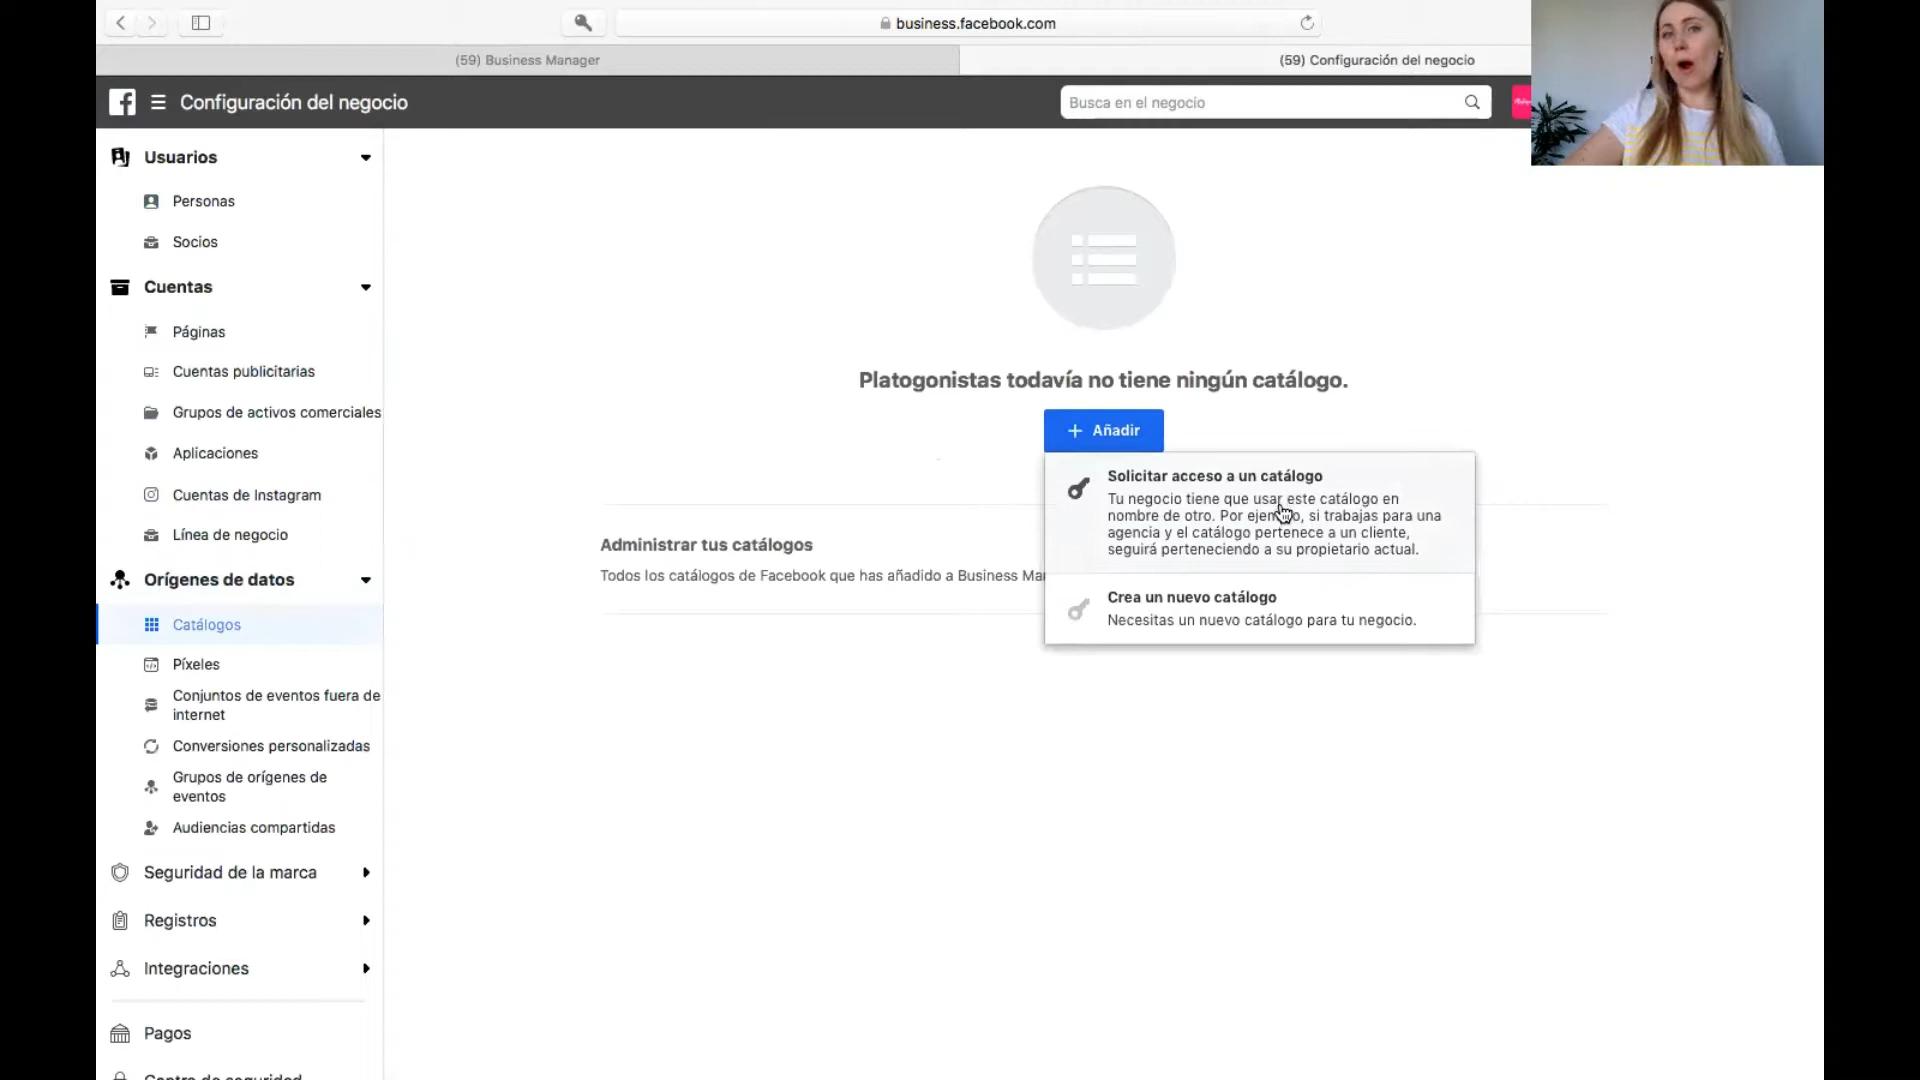 business.facebook.com
(59) Business Manager
(59) Configuración del negocio
Configuración del negocio
Busca en el negocio
Usuarios
Personas
Socios
Cuentas
Páginas
Cuentas publicitarias
Grupos de activos comerciales
Aplicaciones
Cuentas de Instagram
Línea de negocio
Orígenes de datos
Catálogos
Píxeles
Conjuntos de eventos fuera de
internet
Conversiones personalizadas
Grupos de orígenes de
eventos
Audiencias compartidas
Seguridad de la marca
Registros
Integraciones
Pagos
Centro de seguridad
Platogonistas todavía no tiene ningún catálogo.
+ Añadir
Solicitar acceso a un catálogo
Tu negocio tiene que usar este catálogo en
nombre de otro. Por ejemplo, si trabajas para una
agencia y el catálogo pertenece a un cliente,
seguirá perteneciendo a su propietario actual.
Crea un nuevo catálogo
Necesitas un nuevo catálogo para tu negocio.
Administrar tus catálogos
Todos los catálogos de Facebook que has añadido a Business